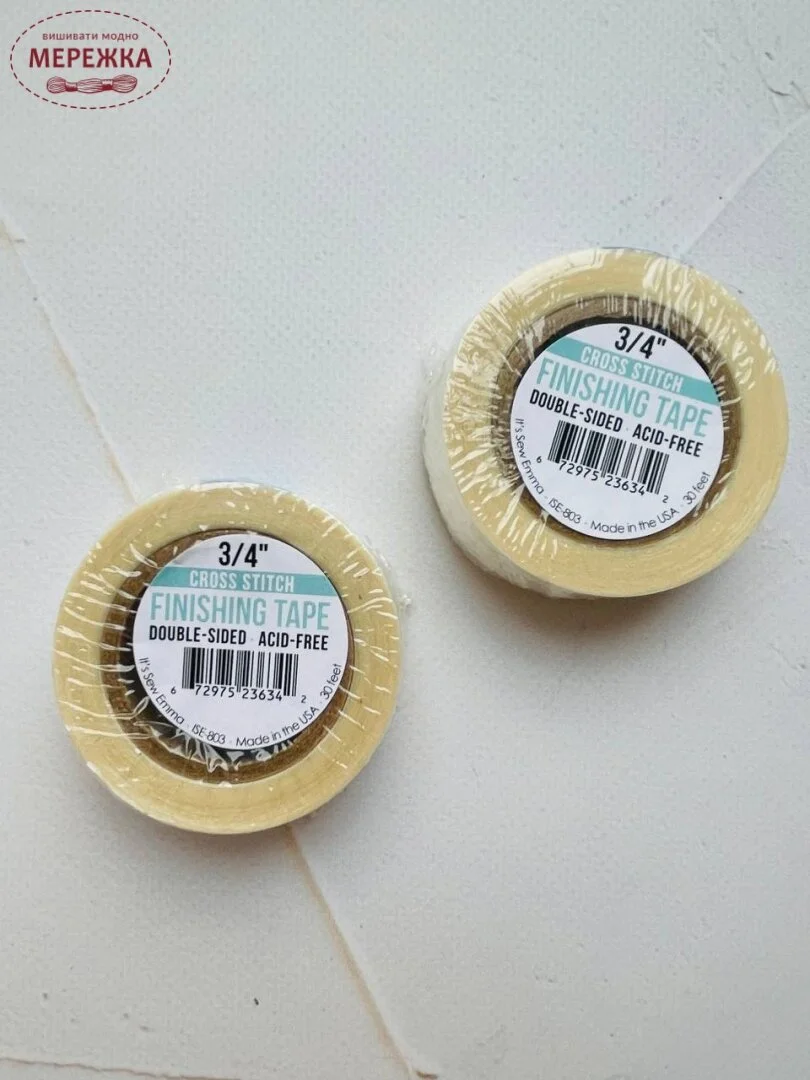 вишивати модно
МЕРЕЖКА
3/4"
CROSS STITCH
FINISHING TAPE
DOUBLE-SIDED · ACID-FREE
6 72975 23634 2
It's Sew Emma · ISE-803 · Made in the USA · 30 feet
3/4"
CROSS STITCH
FINISHING TAPE
DOUBLE-SIDED · ACID-FREE
6 72975 23634 2
It's Sew Emma · ISE-803 · Made in the USA · 30 feet